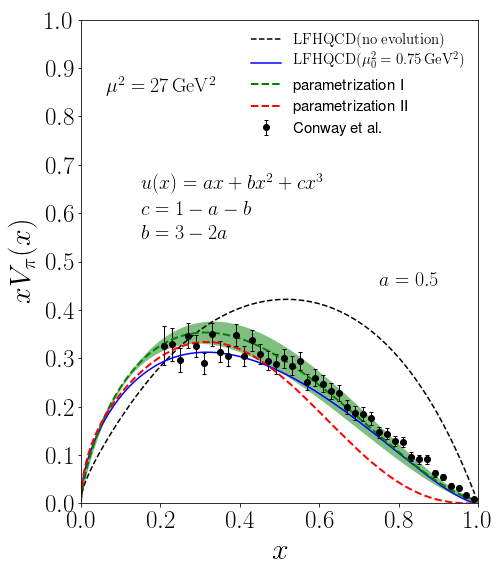 LFHQCD(no evolution)
LFHQCD(μ₀² = 0.75 GeV²)
parametrization I
parametrization II
Conway et al.
μ² = 27 GeV²
u(x) = ax + bx² + cx³
c = 1 − a − b
b = 3 − 2a
a = 0.5
xVπ(x)
1.0
0.9
0.8
0.7
0.6
0.5
0.4
0.3
0.2
0.1
0.0
0.0 0.2 0.4 0.6 0.8 1.0
x